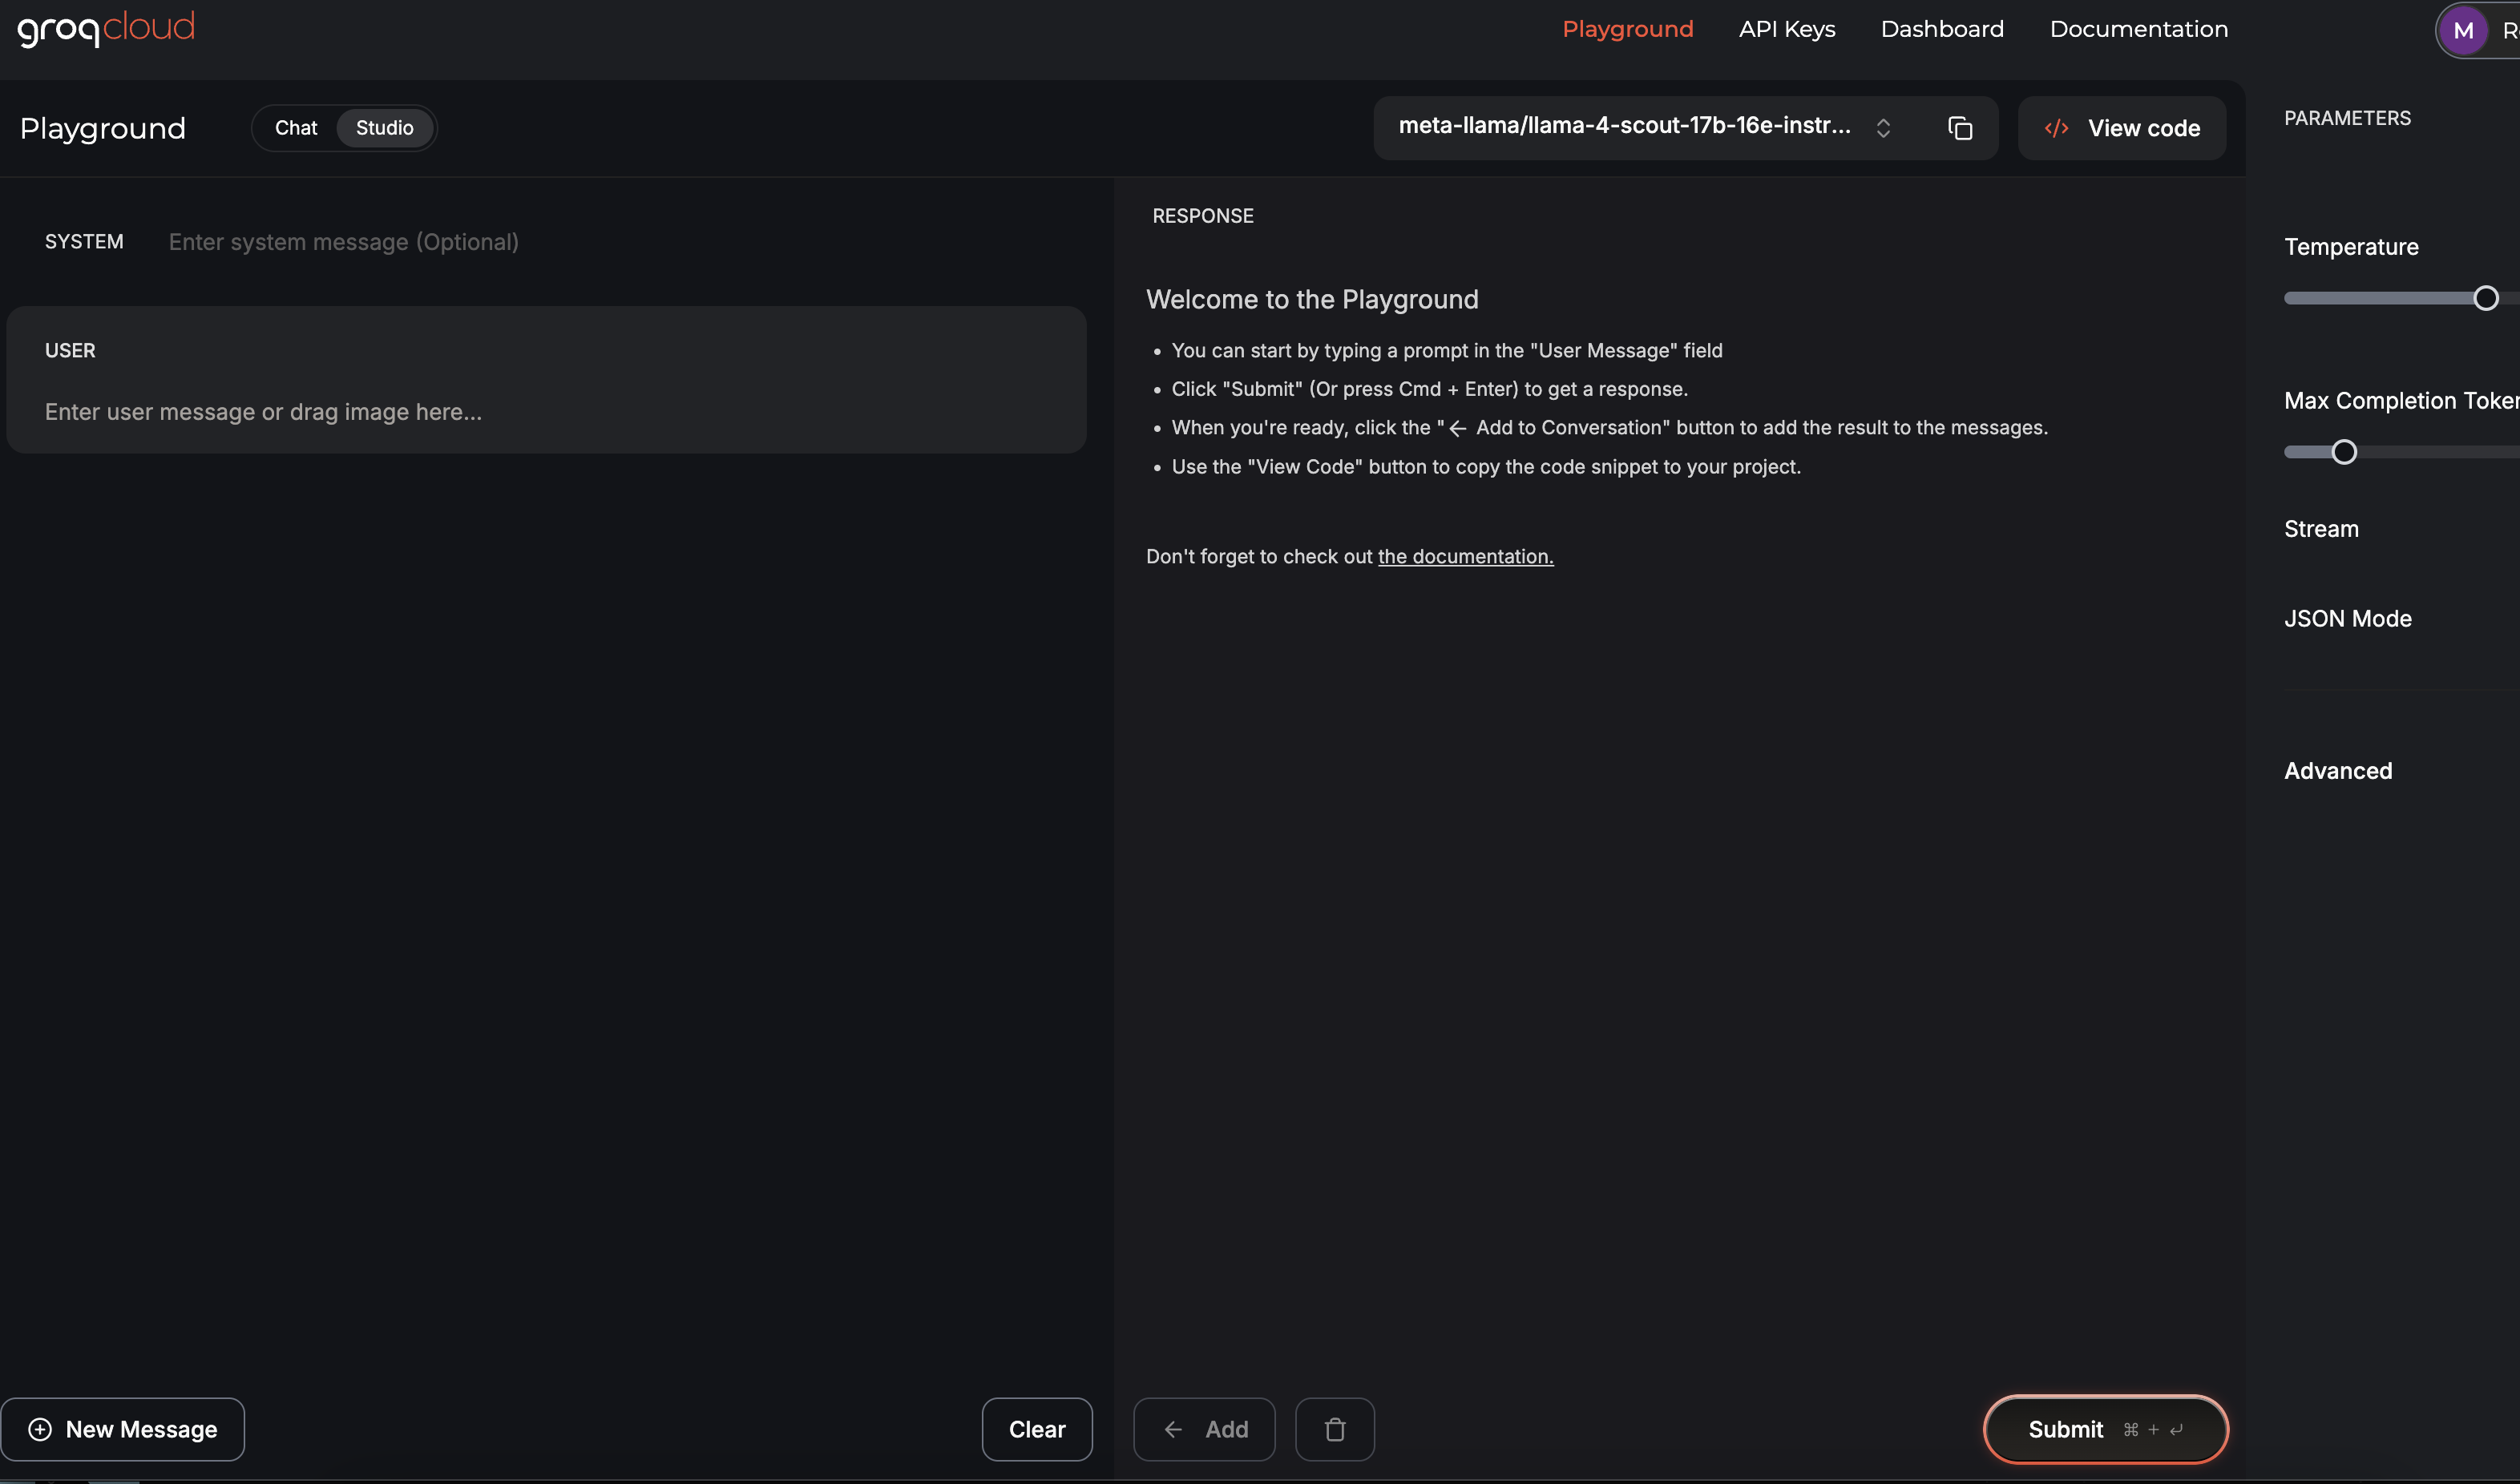 groqcloud
Playground API Keys Dashboard Documentation
M
Playground
Chat Studio
meta-llama/llama-4-scout-17b-16e-instr...
</> View code
PARAMETERS
SYSTEM Enter system message (Optional)
USER
Enter user message or drag image here...
RESPONSE
Welcome to the Playground
• You can start by typing a prompt in the "User Message" field
• Click "Submit" (Or press Cmd + Enter) to get a response.
• When you're ready, click the "← Add to Conversation" button to add the result to the messages.
• Use the "View Code" button to copy the code snippet to your project.
Don't forget to check out the documentation.
Temperature
Max Completion Token
Stream
JSON Mode
Advanced
New Message
Clear
← Add
Submit ⌘ + ↵